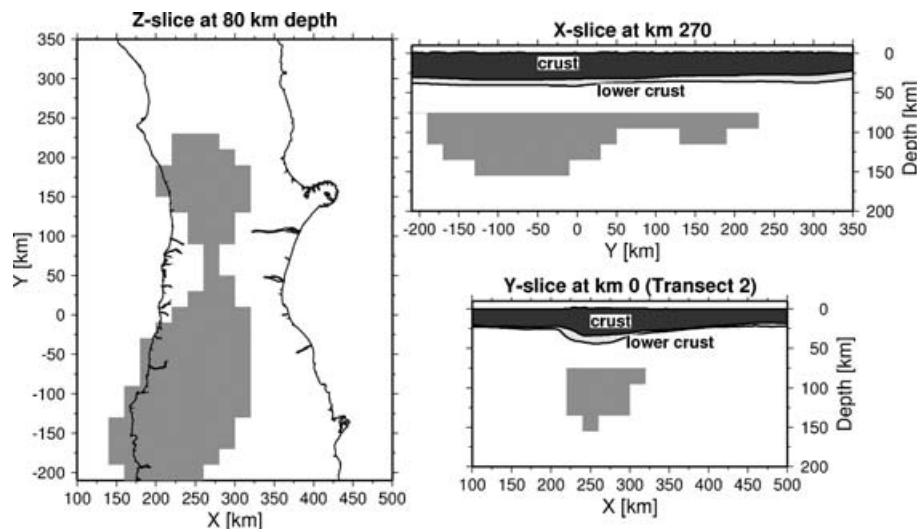 Z-slice at 80 km depth
350
300
250
200
150
100
50
0
-50
-100
-150
-200
Y [km]
100 150 200 250 300 350 400 450 500
X [km]
X-slice at km 270
crust
lower crust
0
50
100
150
200
Depth [km]
-200 -150 -100 -50 0 50 100 150 200 250 300 350
Y [km]
Y-slice at km 0 (Transect 2)
crust
lower crust
0
50
100
150
200
Depth [km]
100 150 200 250 300 350 400 450 500
X [km]